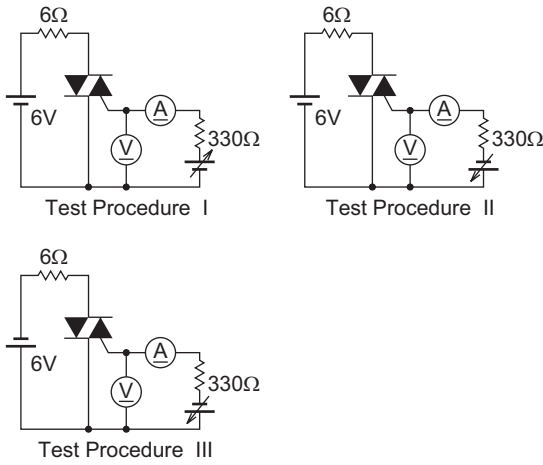 6Ω
6Ω
6V
A
V
330Ω
6V
A
V
330Ω
Test Procedure I
Test Procedure II
6Ω
6V
A
V
330Ω
Test Procedure III